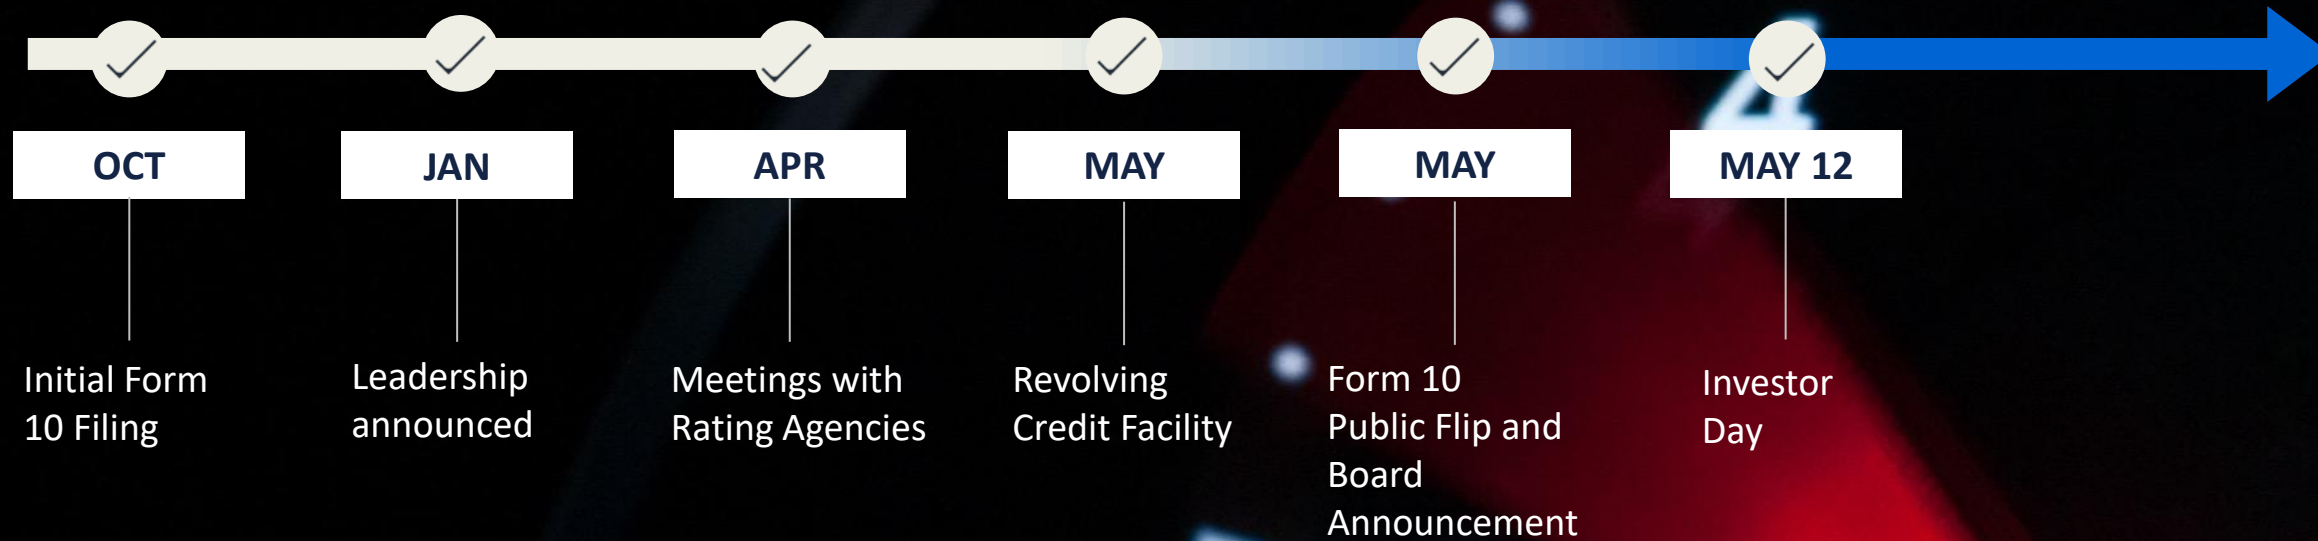 4
OCT
JAN
APR
MAY
MAY
MAY 12
Initial Form
10 Filing
Leadership
announced
Meetings with
Rating Agencies
Revolving
Credit Facility
Form 10
Public Flip and
Board
Announcement
Investor
Day